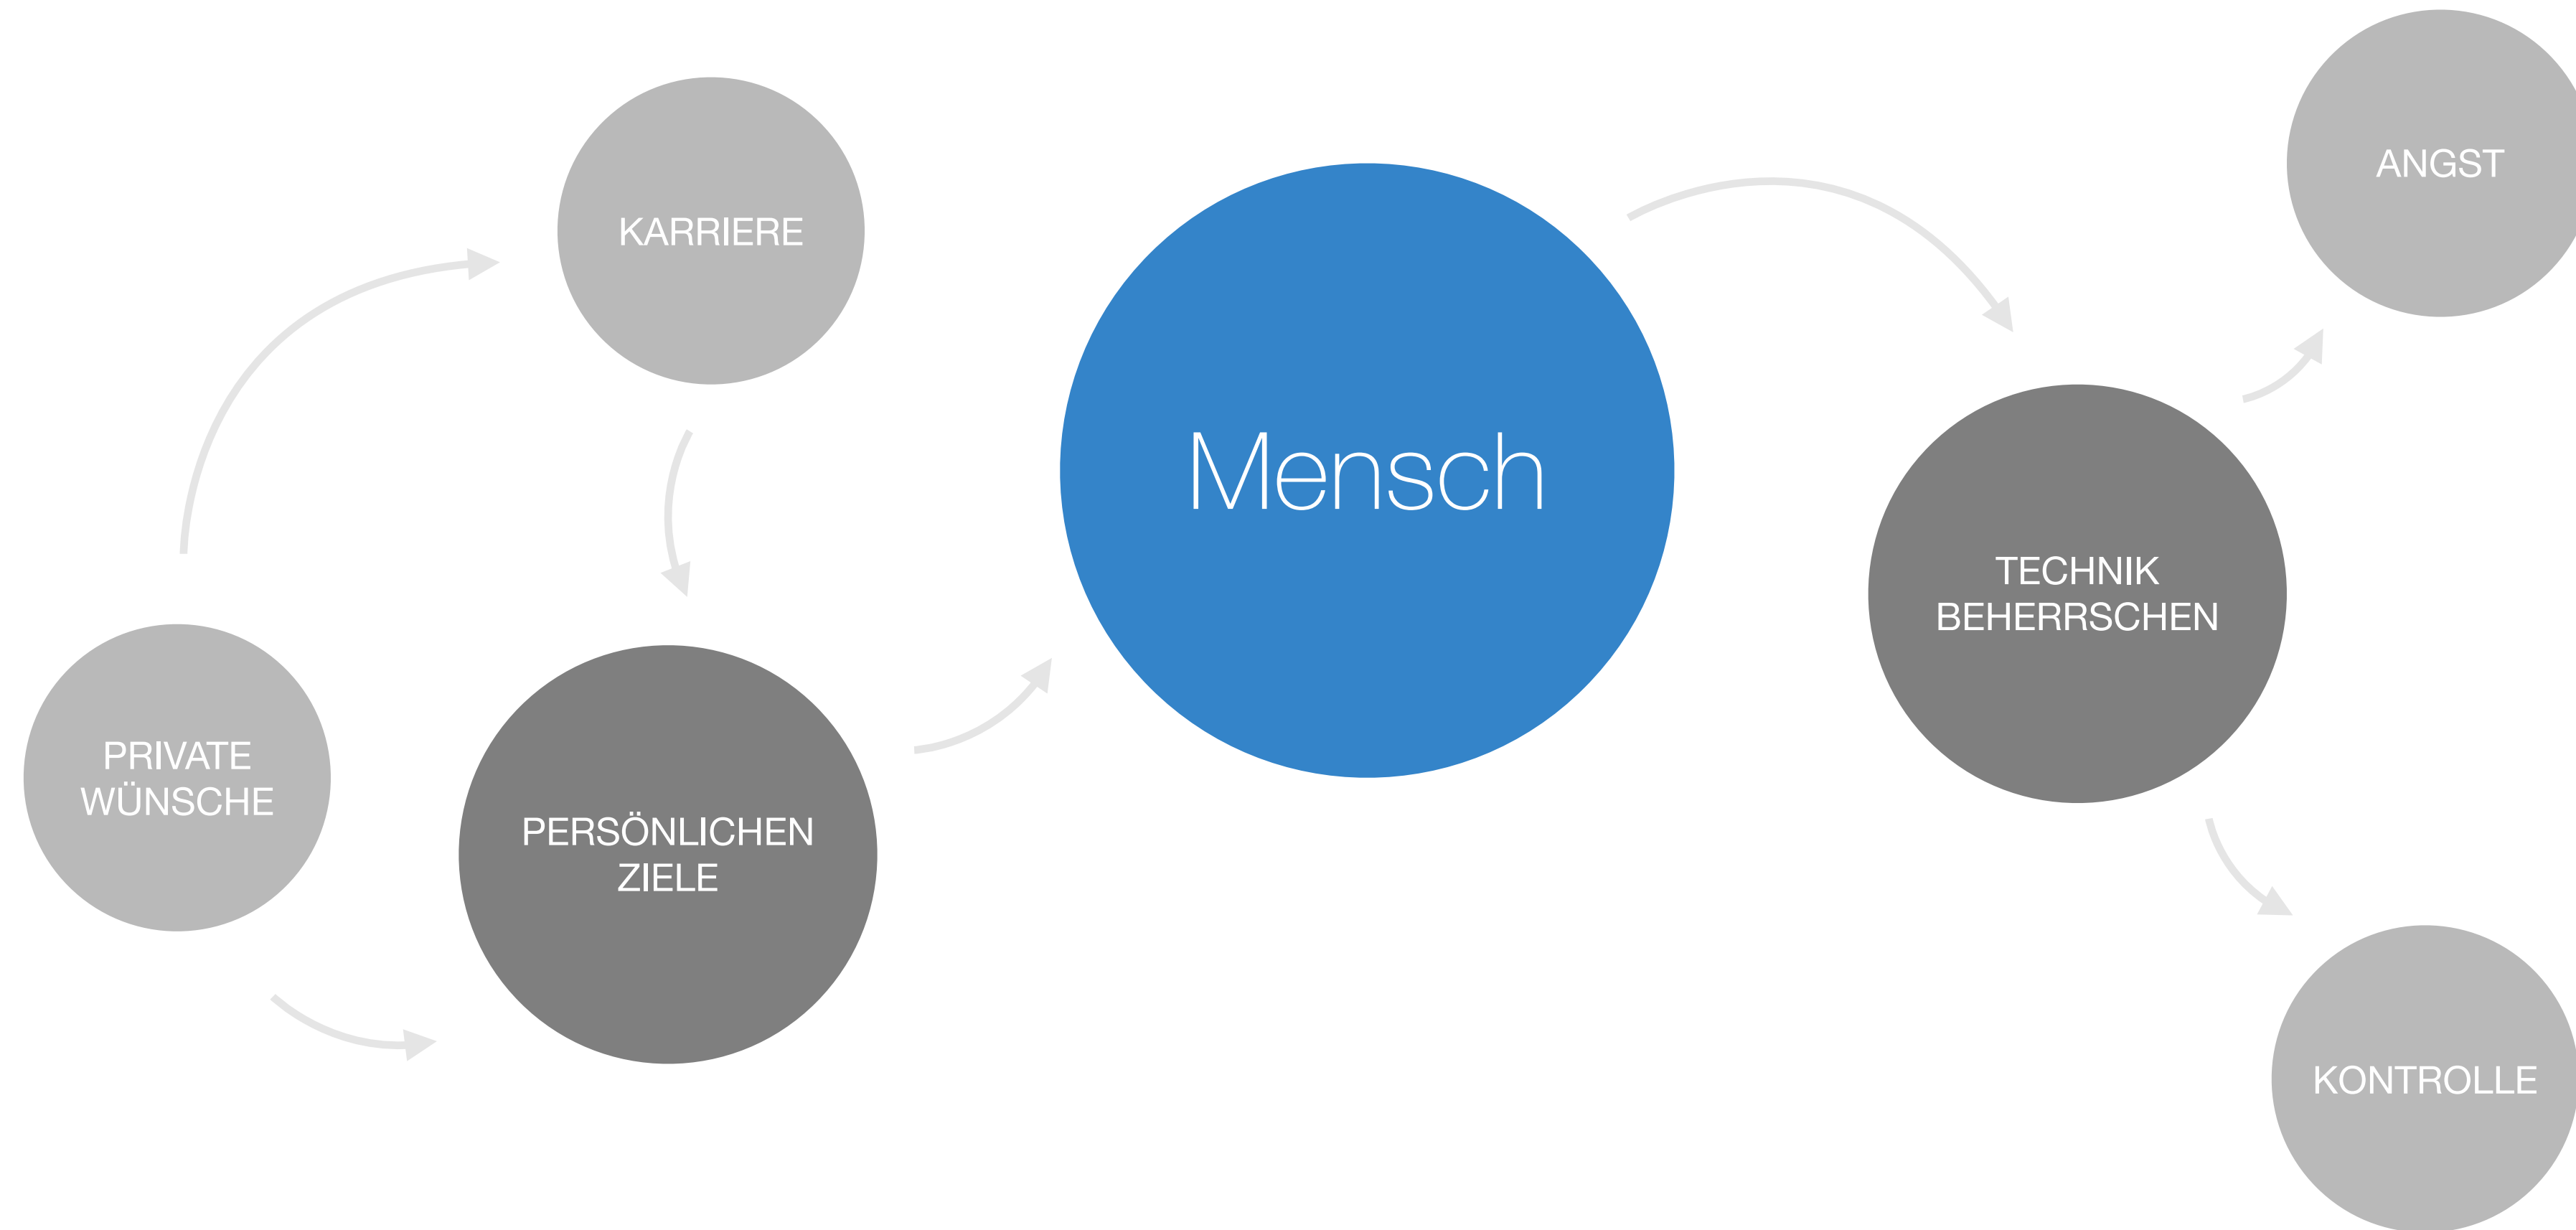 KARRIERE
PRIVATE
WÜNSCHE
PERSÖNLICHEN
ZIELE
Mensch
TECHNIK
BEHERRSCHEN
ANGST
KONTROLLE